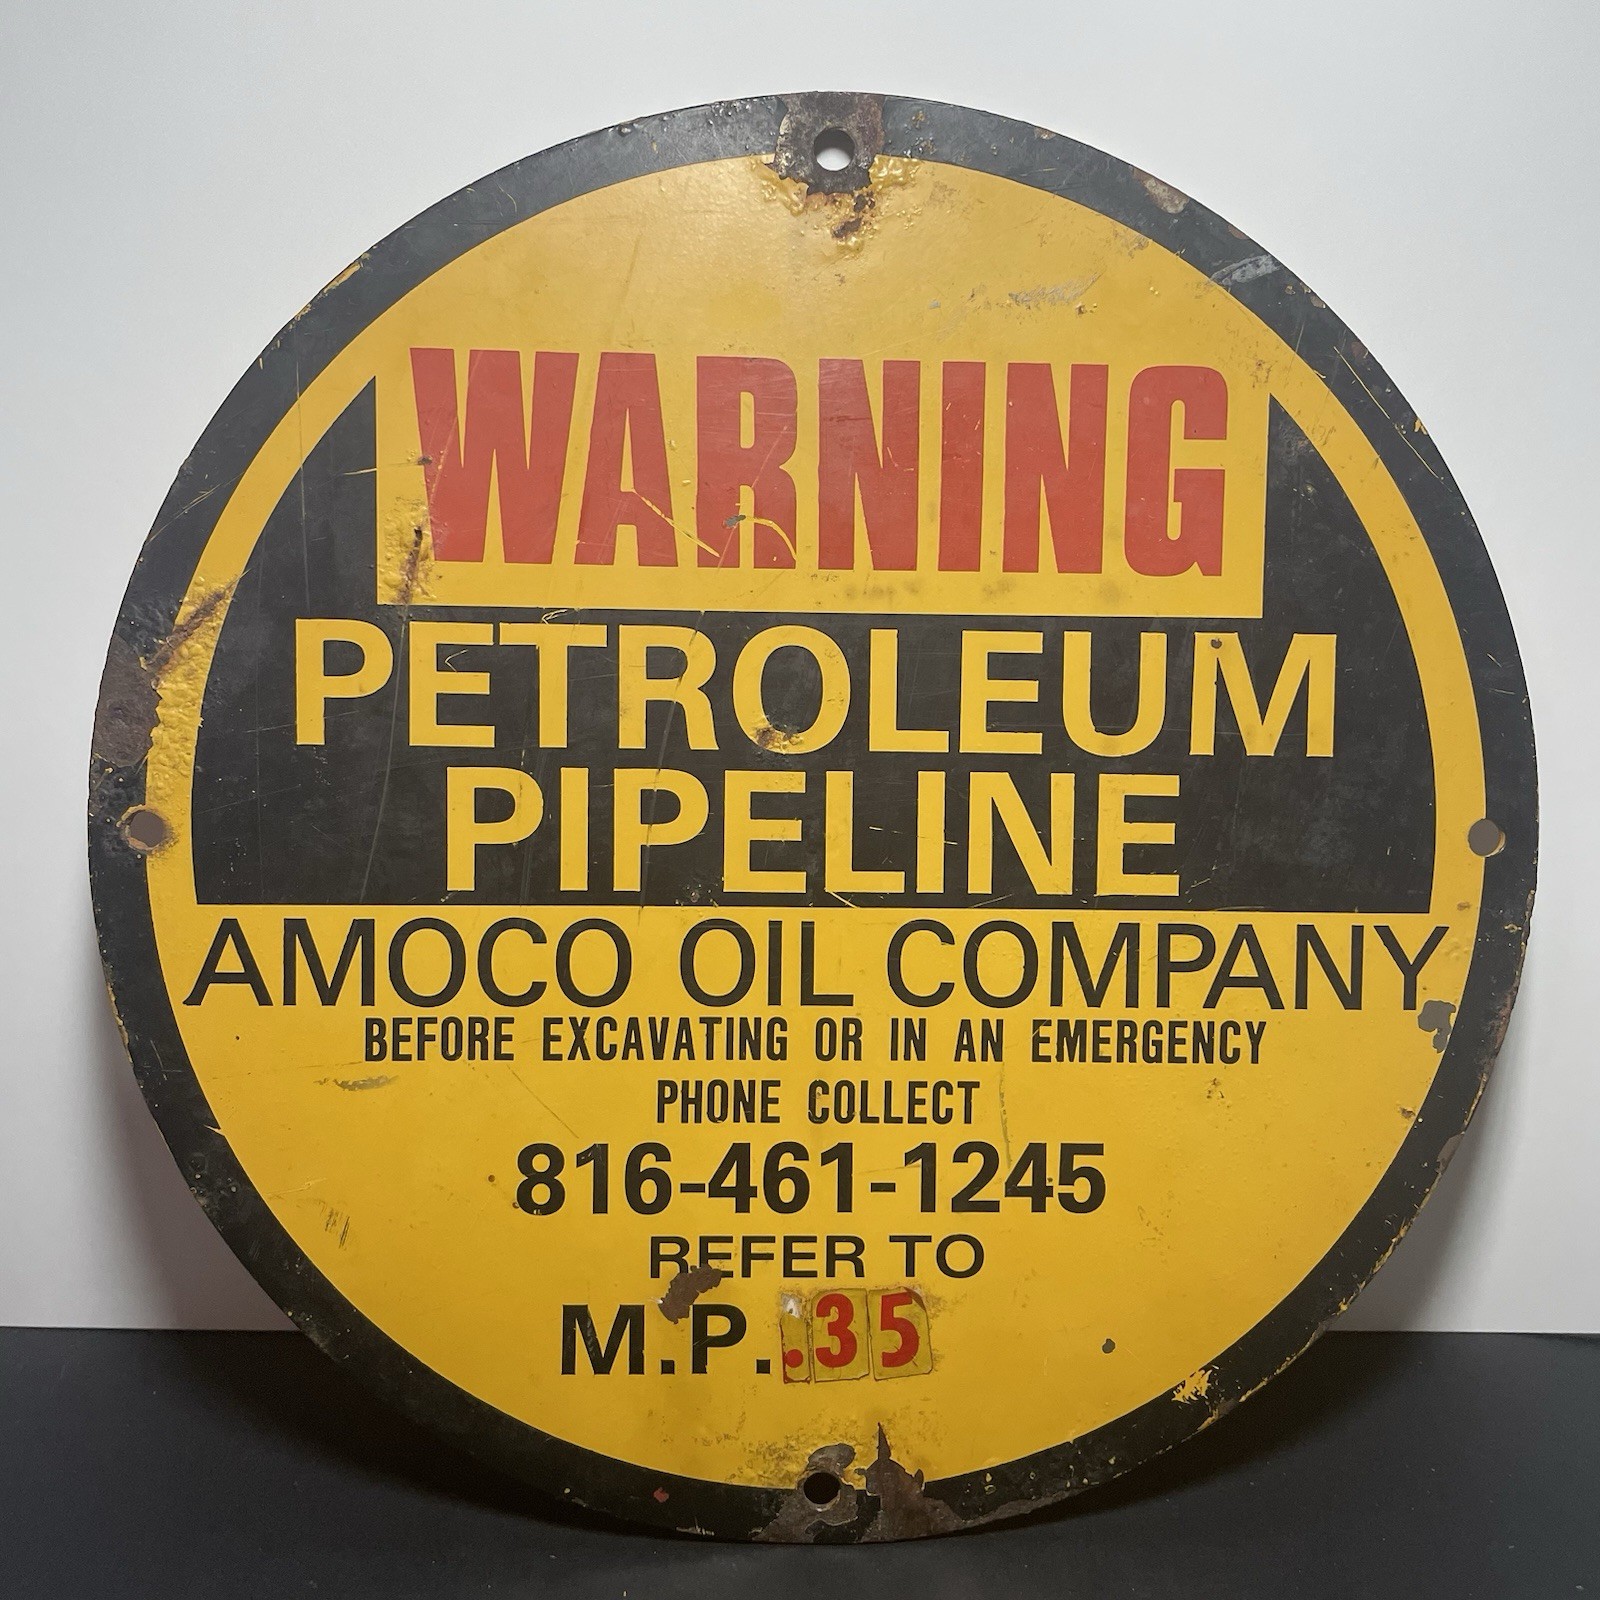 WARNING
PETROLEUM
PIPELINE
AMOCO OIL COMPANY
BEFORE EXCAVATING OR IN AN EMERGENCY
PHONE COLLECT
816-461-1245
REFER TO
M.P. .35